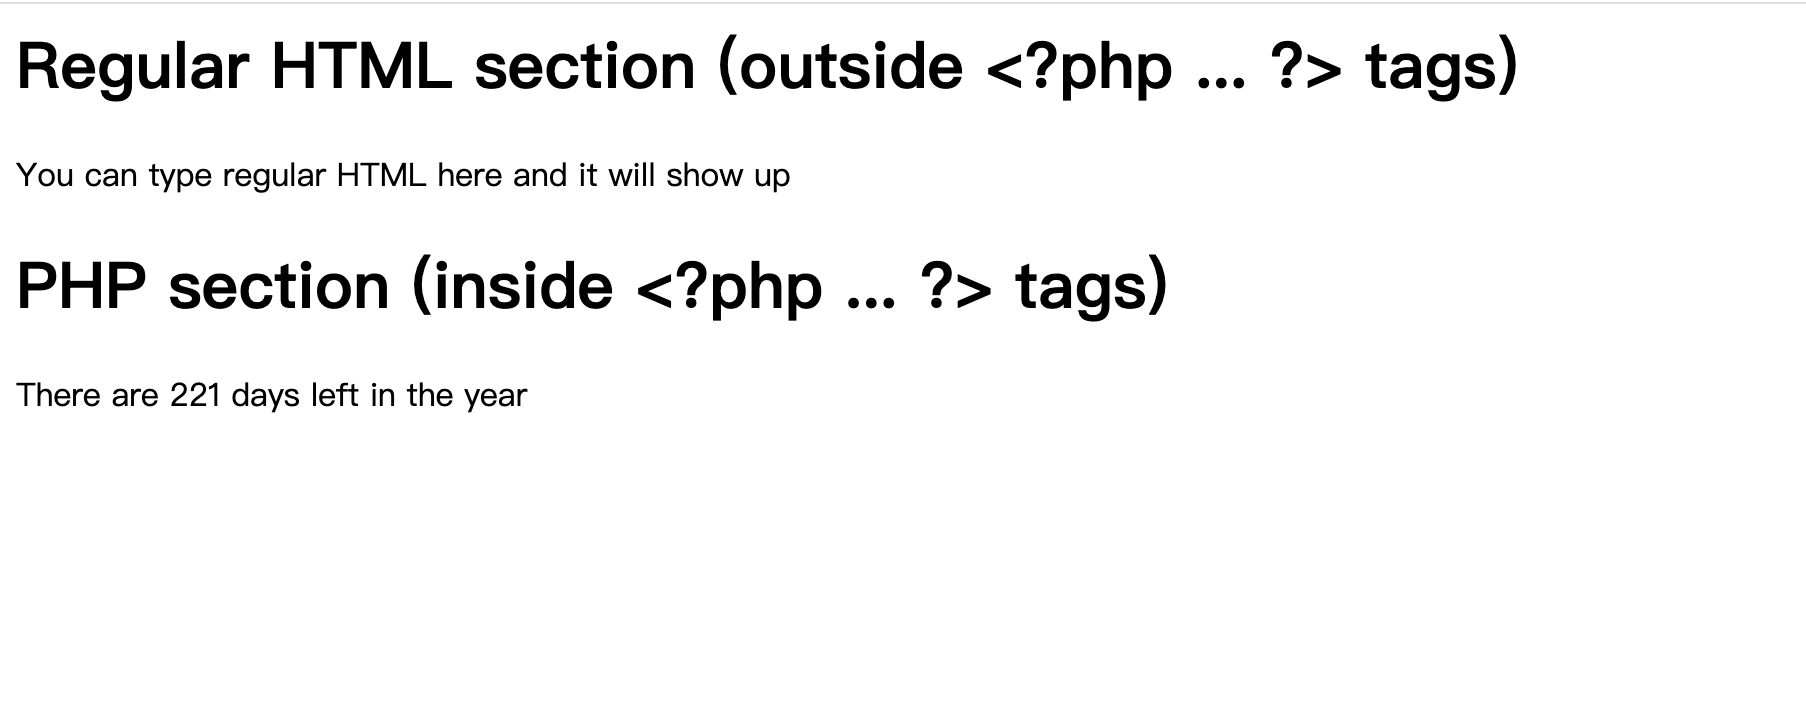 Regular HTML section (outside <?php ... ?> tags)
You can type regular HTML here and it will show up
PHP section (inside <?php ... ?> tags)
There are 221 days left in the year